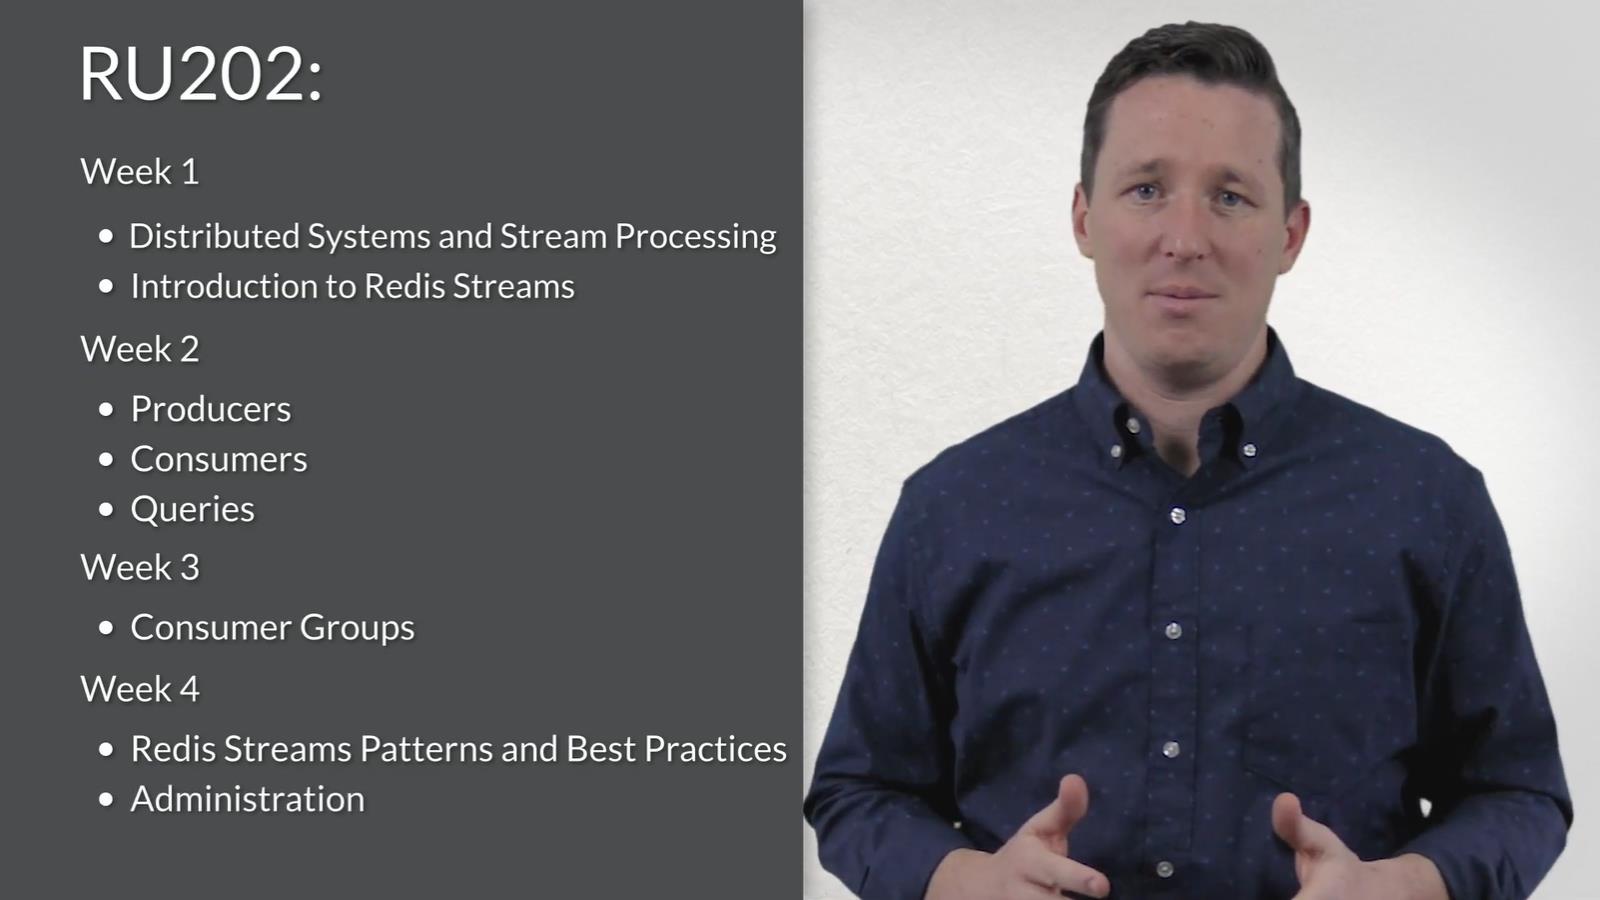 RU202:
Week 1
• Distributed Systems and Stream Processing
• Introduction to Redis Streams
Week 2
• Producers
• Consumers
• Queries
Week 3
• Consumer Groups
Week 4
• Redis Streams Patterns and Best Practices
• Administration